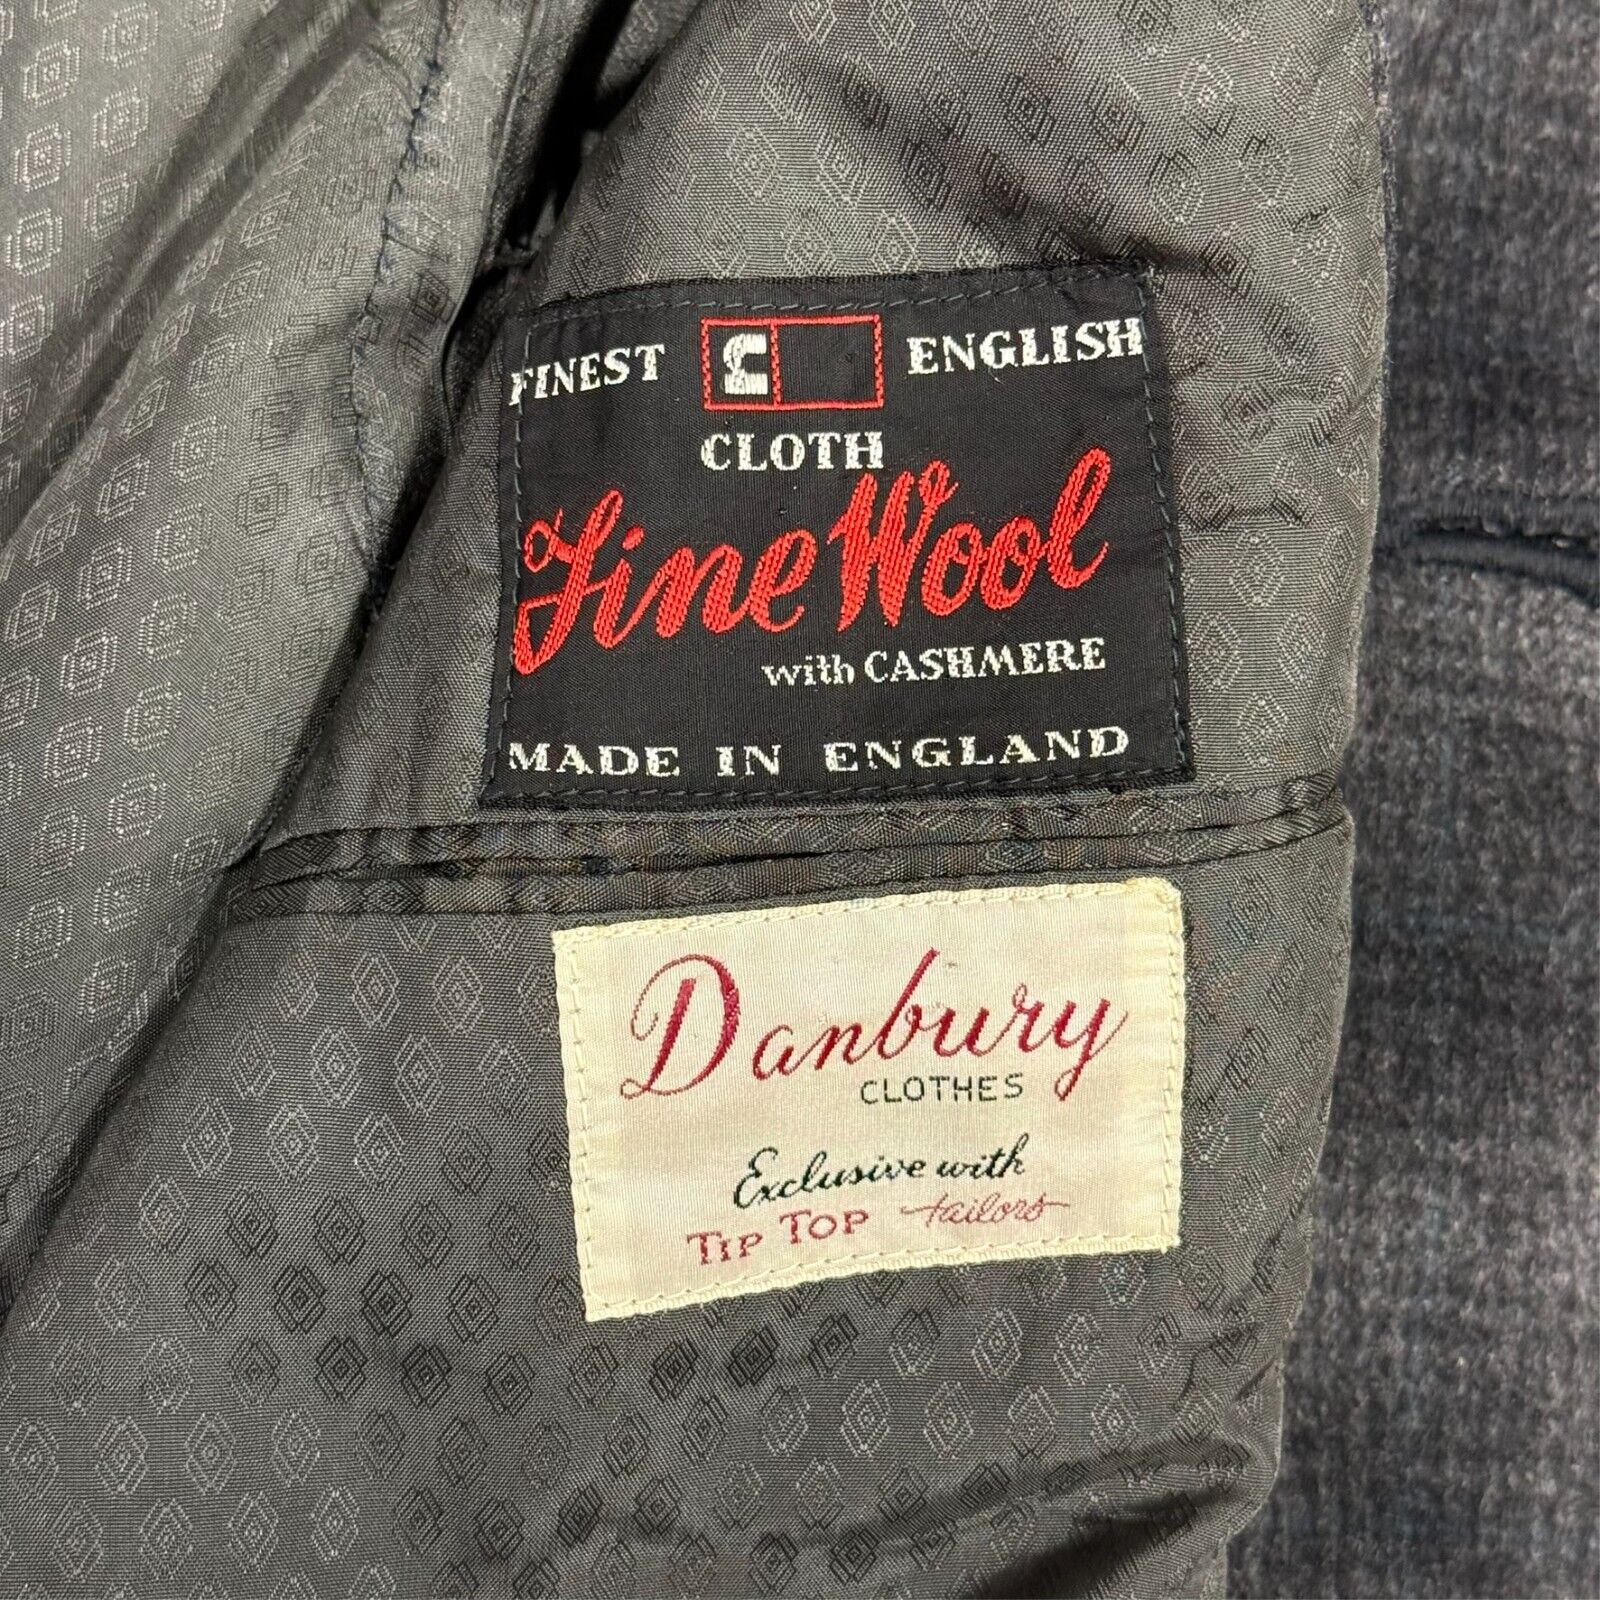 FINEST ENGLISH
CLOTH
Fine Wool
with CASHMERE
MADE IN ENGLAND
Danbury
CLOTHES
Exclusive with
TIP TOP tailors